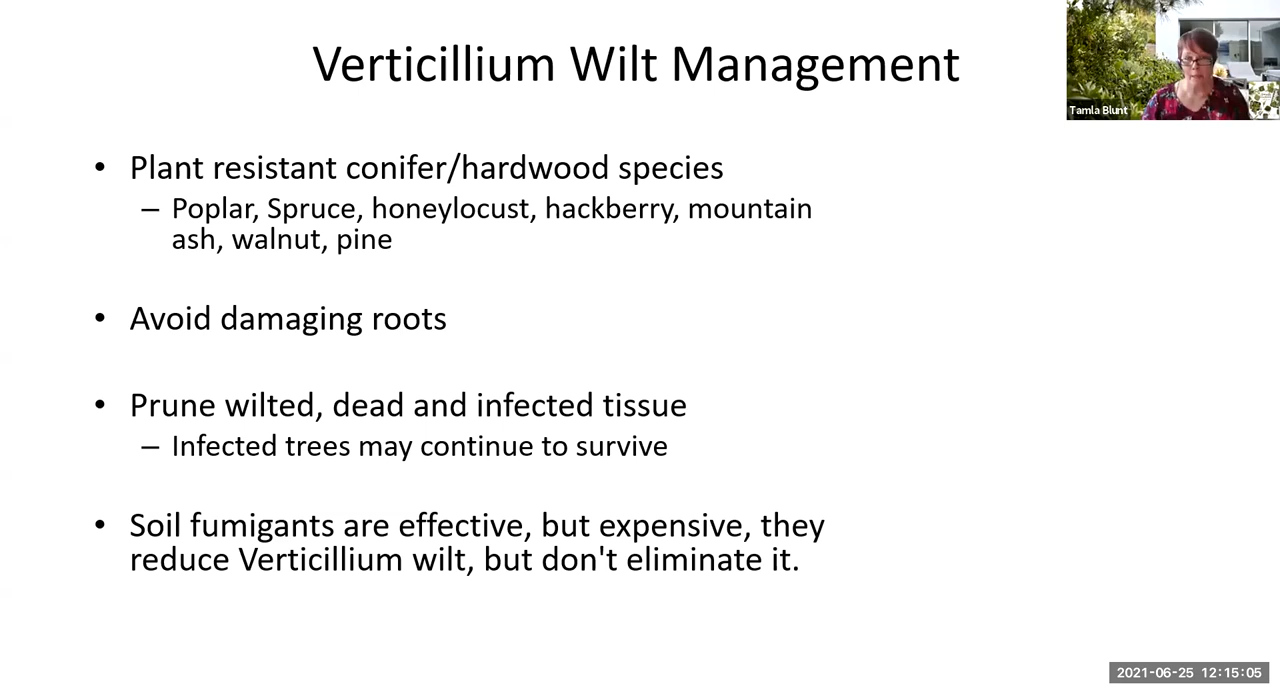 Verticillium Wilt Management
Tamla Blunt
• Plant resistant conifer/hardwood species
– Poplar, Spruce, honeylocust, hackberry, mountain
ash, walnut, pine
• Avoid damaging roots
• Prune wilted, dead and infected tissue
– Infected trees may continue to survive
• Soil fumigants are effective, but expensive, they
reduce Verticillium wilt, but don't eliminate it.
2021-06-25 12:15:05